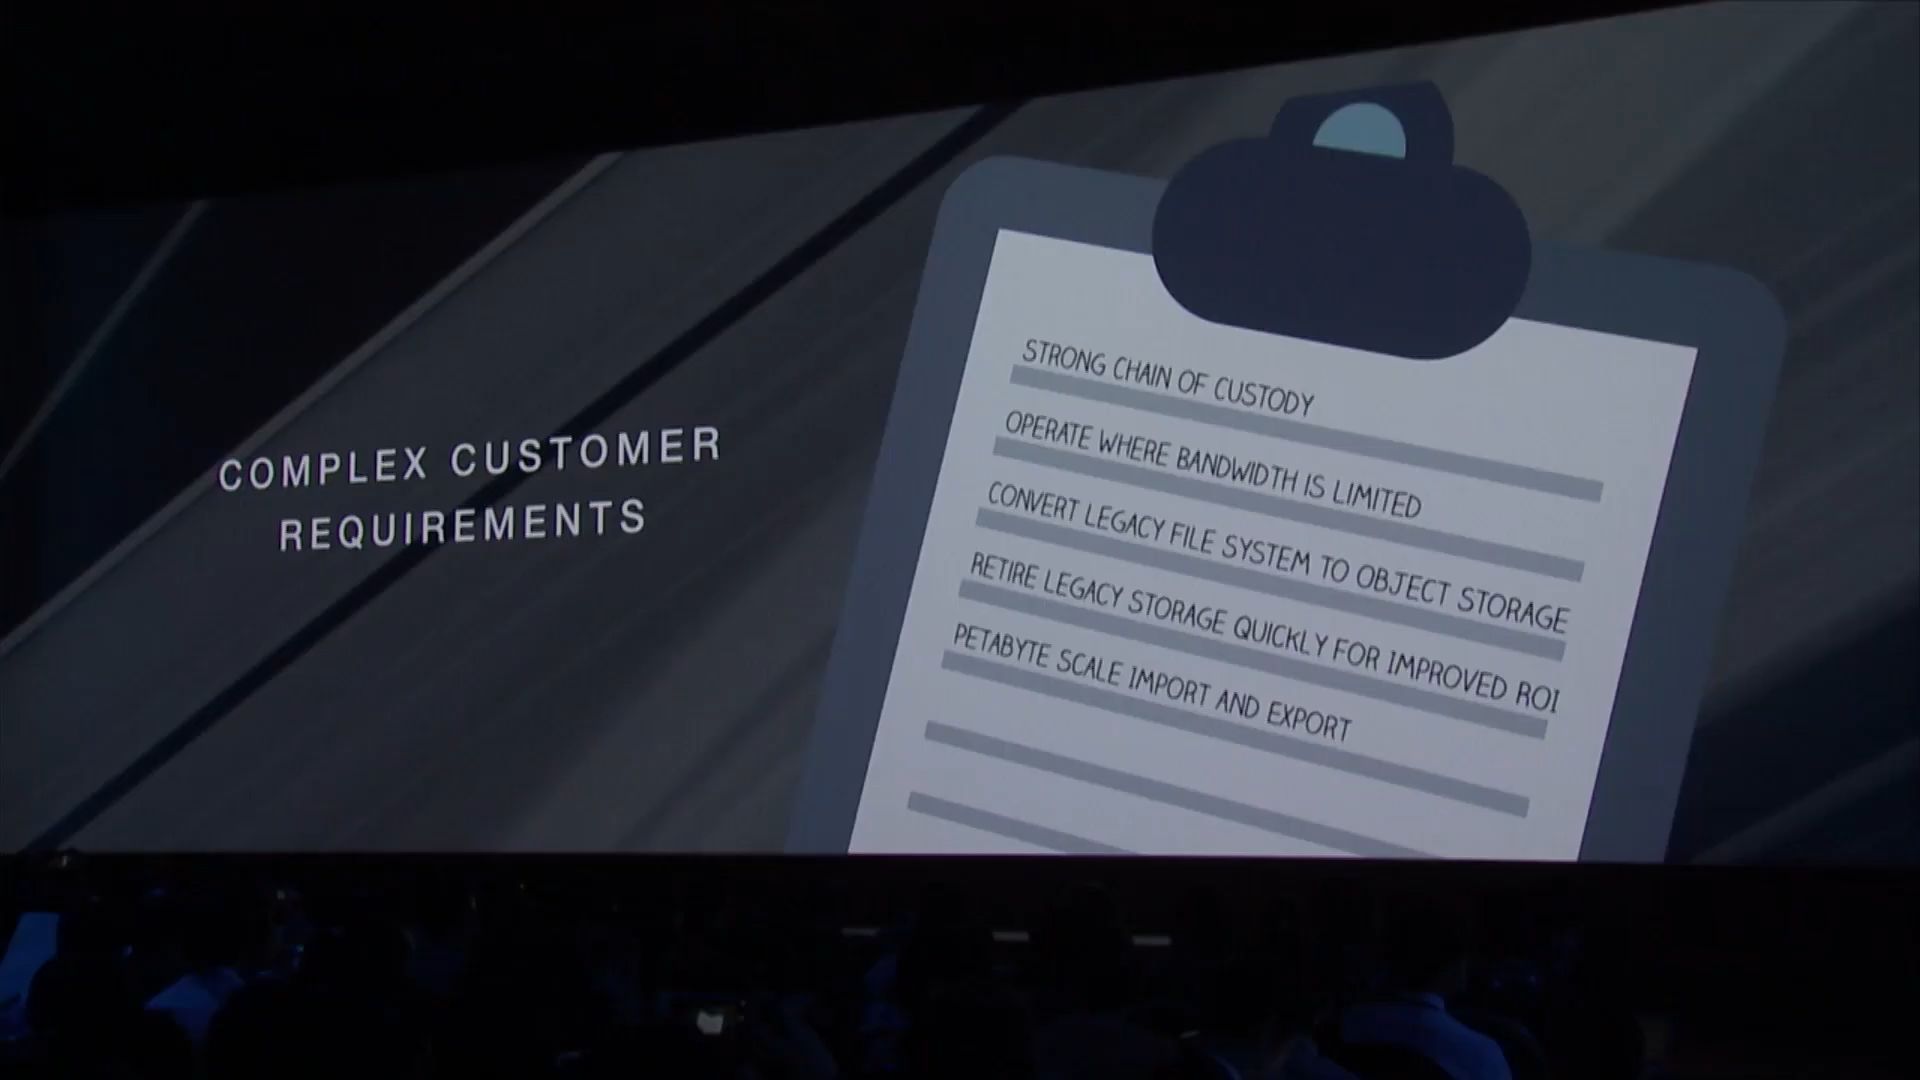 COMPLEX CUSTOMER
REQUIREMENTS
STRONG CHAIN OF CUSTODY
OPERATE WHERE BANDWIDTH IS LIMITED
CONVERT LEGACY FILE SYSTEM TO OBJECT STORAGE
RETIRE LEGACY STORAGE QUICKLY FOR IMPROVED ROI
PETABYTE SCALE IMPORT AND EXPORT